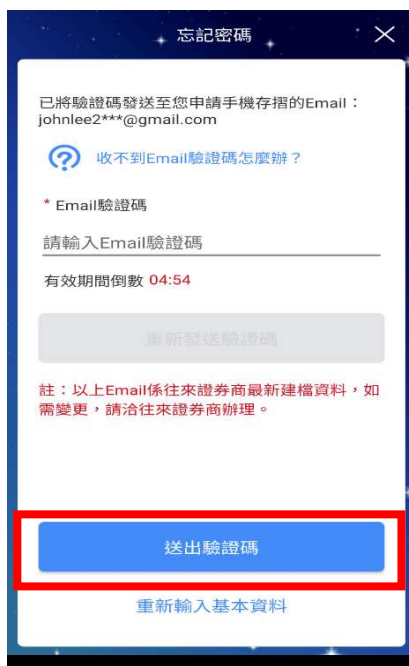 忘記密碼
已將驗證碼發送至您申請手機存摺的Email：
johnlee2***@gmail.com
收不到Email驗證碼怎麼辦？
* Email驗證碼
請輸入Email驗證碼
有效期間倒數 04:54
重新發送驗證碼
註：以上Email係往來證券商最新建檔資料，如
需變更，請洽往來證券商辦理。
送出驗證碼
重新輸入基本資料